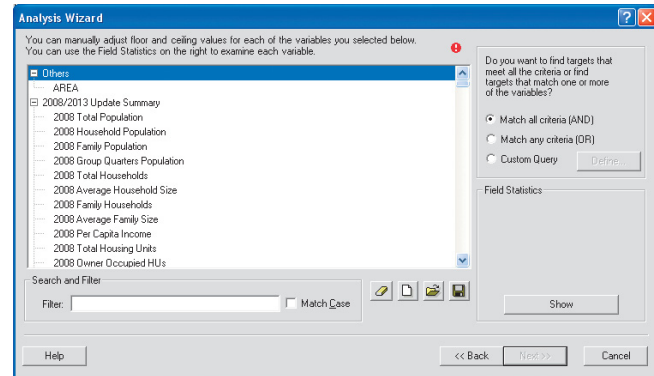 Analysis Wizard
You can manually adjust floor and ceiling values for each of the variables you selected below.
You can use the Field Statistics on the right to examine each variable.
Others
AREA
2008/2013 Update Summary
2008 Total Population
2008 Household Population
2008 Family Population
2008 Group Quarters Population
2008 Total Households
2008 Average Household Size
2008 Family Households
2008 Average Family Size
2008 Per Capita Income
2008 Total Housing Units
2008 Owner Occupied HUs
Search and Filter
Filter:
Match Case
Do you want to find targets that
meet all the criteria or find
targets that match one or more
of the variables?
Match all criteria (AND)
Match any criteria (OR)
Custom Query
Define...
Field Statistics
Show
Help
<< Back
Next >>
Cancel